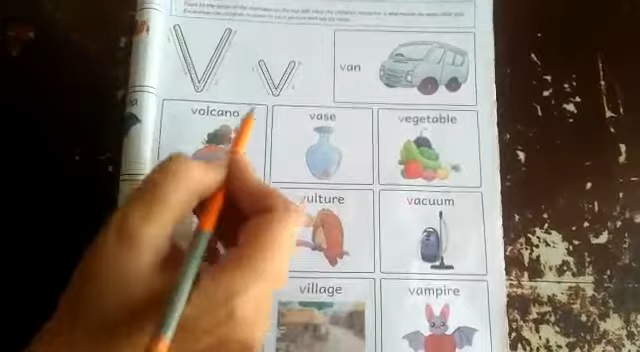 V v
van
volcano
vase
vegetable
vulture
vacuum
village
vampire